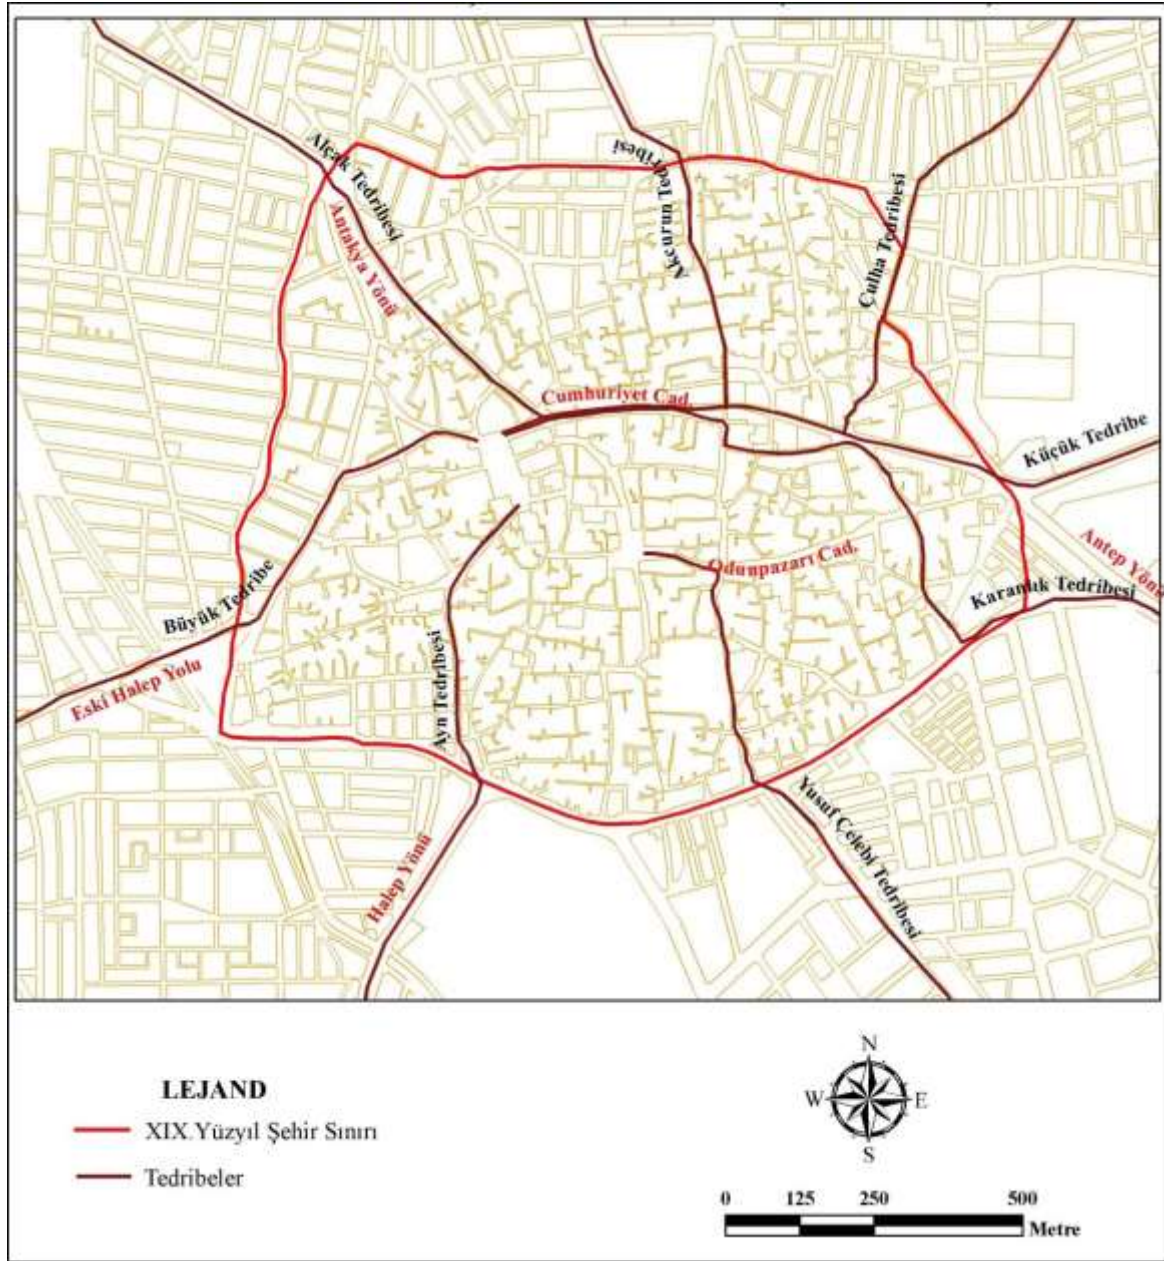 Alçak Tedribesi
Antakya Yönü
Akcurun Tedribesi
Çulha Tedribesi
Cumhuriyet Cad.
Küçük Tedribe
Antep Yönü
Odunpazarı Cad.
Karanlık Tedribesi
Büyük Tedribe
Eski Halep Yolu
Ayn Tedribesi
Halep Yönü
Yusuf Çelebi Tedribesi
LEJAND
XIX.Yüzyıl Şehir Sınırı
Tedribeler
N
W
E
S
0 125 250 500
Metre